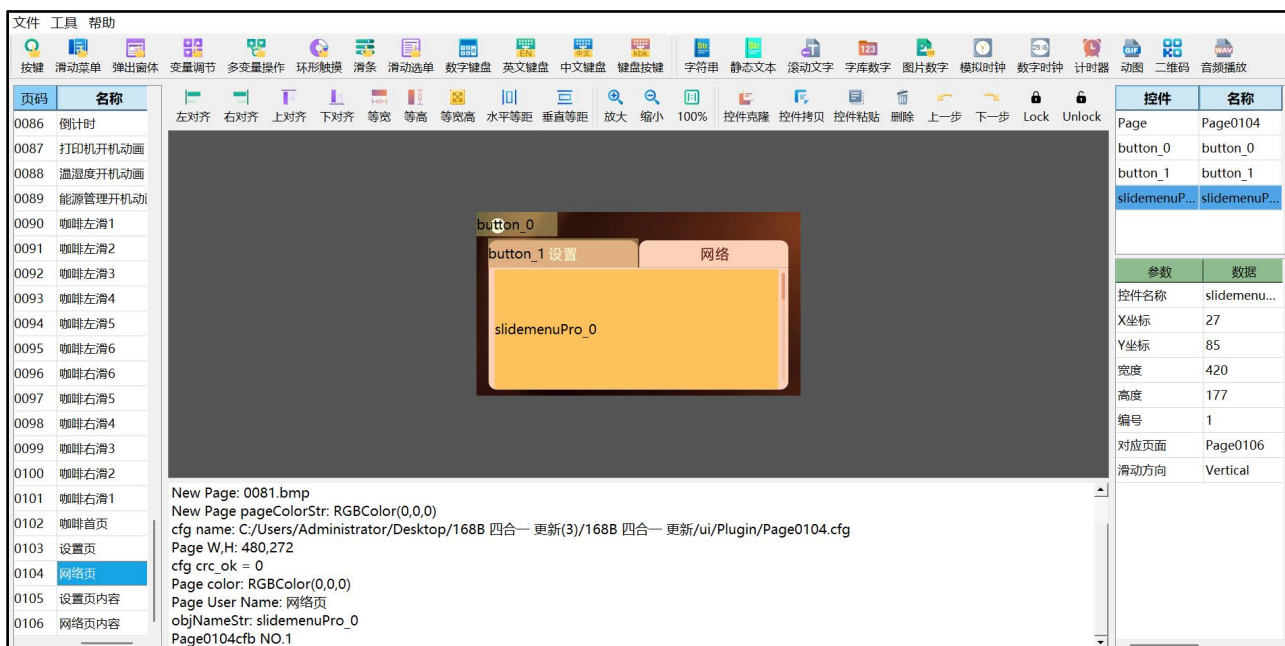 文件 工具 帮助
按键 滑动菜单 弹出窗体 变量调节 多变量操作 环形触摸 滑条 滑动选单 数字键盘 英文键盘 中文键盘 键盘按键 字符串 静态文本 滚动文字 字库数字 图片数字 模拟时钟 数字时钟 计时器 动图 二维码 音频播放
页码 名称
0086 倒计时
0087 打印机开机动画
0088 温湿度开机动画
0089 能源管理开机动
0090 咖啡左滑1
0091 咖啡左滑2
0092 咖啡左滑3
0093 咖啡左滑4
0094 咖啡左滑5
0095 咖啡左滑6
0096 咖啡右滑6
0097 咖啡右滑5
0098 咖啡右滑4
0099 咖啡右滑3
0100 咖啡右滑2
0101 咖啡右滑1
0102 咖啡首页
0103 设置页
0104 网络页
0105 设置页内容
0106 网络页内容
左对齐 右对齐 上对齐 下对齐 等宽 等高 等宽高 水平等距 垂直等距 放大 缩小 100% 控件克隆 控件拷贝 控件粘贴 删除 上一步 下一步 Lock Unlock
button_0
button_1 设置 网络
slidemenuPro_0
New Page: 0081.bmp
New Page pageColorStr: RGBColor(0,0,0)
cfg name: C:/Users/Administrator/Desktop/168B 四合一 更新(3)/168B 四合一 更新/ui/Plugin/Page0104.cfg
Page W,H: 480,272
cfg crc_ok = 0
Page color: RGBColor(0,0,0)
Page User Name: 网络页
objNameStr: slidemenuPro_0
Page0104cfb NO.1
控件 名称
Page Page0104
button_0 button_0
button_1 button_1
slidemenuP... slidemenuP...
参数 数据
控件名称 slidemenu...
X坐标 27
Y坐标 85
宽度 420
高度 177
编号 1
对应页面 Page0106
滑动方向 Vertical